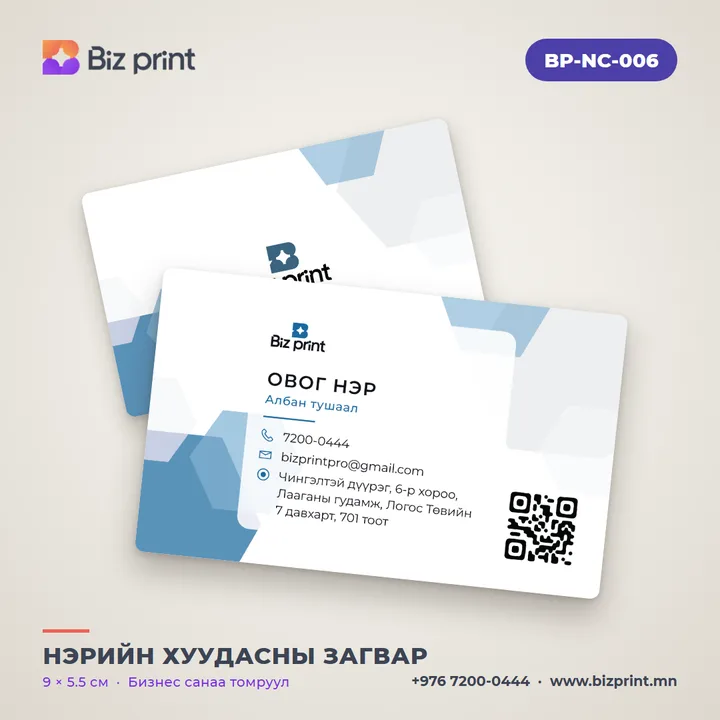 Biz print
BP-NC-006
print
Biz print
ОВОГ НЭР
Албан тушаал
7200-0444
bizprintpro@gmail.com
Чингэлтэй дүүрэг, 6-р хороо,
Лааганы гудамж, Логос Төвийн
7 давхарт, 701 тоот
НЭРИЙН ХУУДАСНЫ ЗАГВАР
9 × 5.5 см · Бизнес санаа томруул
+976 7200-0444 · www.bizprint.mn